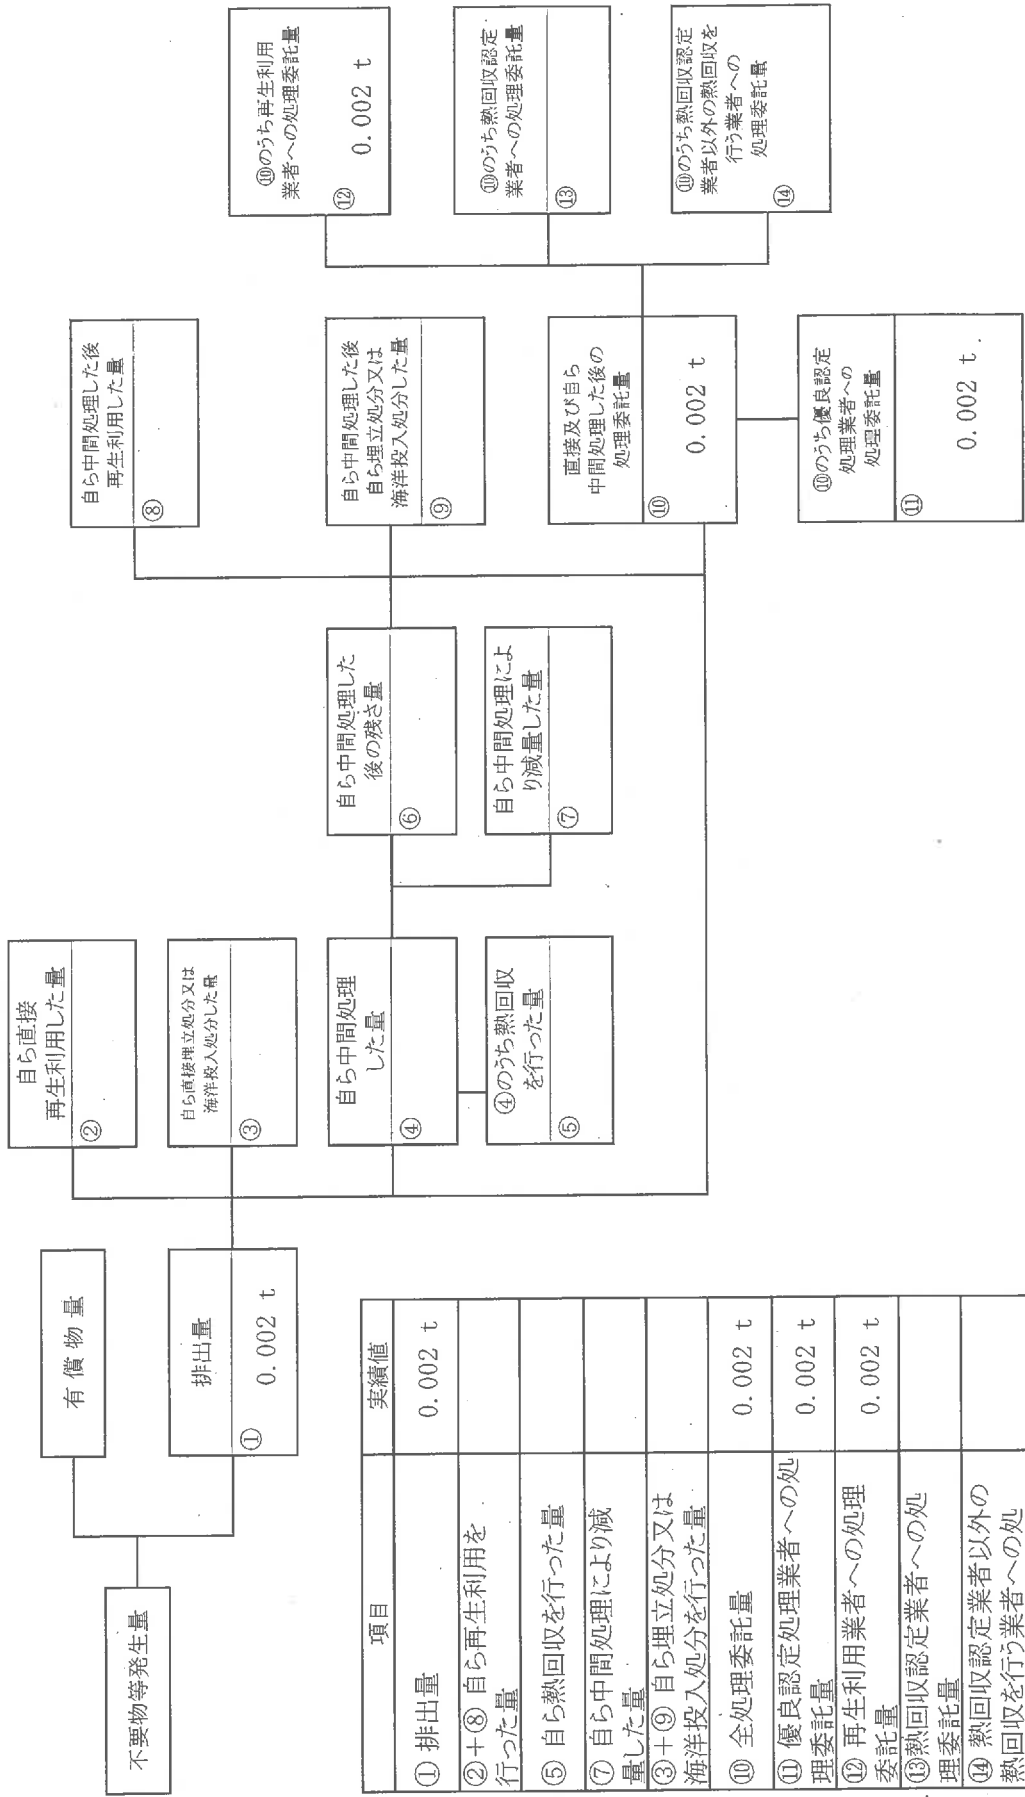 不要物等発生量
有償物量
排出量
①
0.002 t
自ら直接
再生利用した量
②
自ら直接埋立処分又は
海洋投入処分した量
③
自ら中間処理
した量
④
④のうち熱回収
を行った量
⑤
自ら中間処理した
後の残さ量
⑥
自ら中間処理によ
り減量した量
⑦
自ら中間処理した後
再生利用した量
⑧
自ら中間処理した後
自ら埋立処分又は
海洋投入処分した量
⑨
直接及び自ら
中間処理した後の
処理委託量
⑩
0.002 t
⑩のうち優良認定
処理業者への
処理委託量
⑪
0.002 t
⑩のうち再生利用
業者への処理委託量
⑫
0.002 t
⑩のうち熱回収認定
業者への処理委託量
⑬
⑩のうち熱回収認定
業者以外の熱回収を
行う業者への
処理委託量
⑭
項目 実績値
①排出量 0.002 t
②+⑧ 自ら再生利用を
行った量
⑤ 自ら熱回収を行った量
⑦ 自ら中間処理により減
量した量
③+⑨ 自ら埋立処分又は
海洋投入処分を行った量
⑩ 全処理委託量 0.002 t
⑪ 優良認定処理業者への処
理委託量 0.002 t
⑫ 再生利用業者への処理
委託量 0.002 t
⑬熱回収認定業者への処
理委託量
⑭ 熱回収認定業者以外の
熱回収を行う業者への処